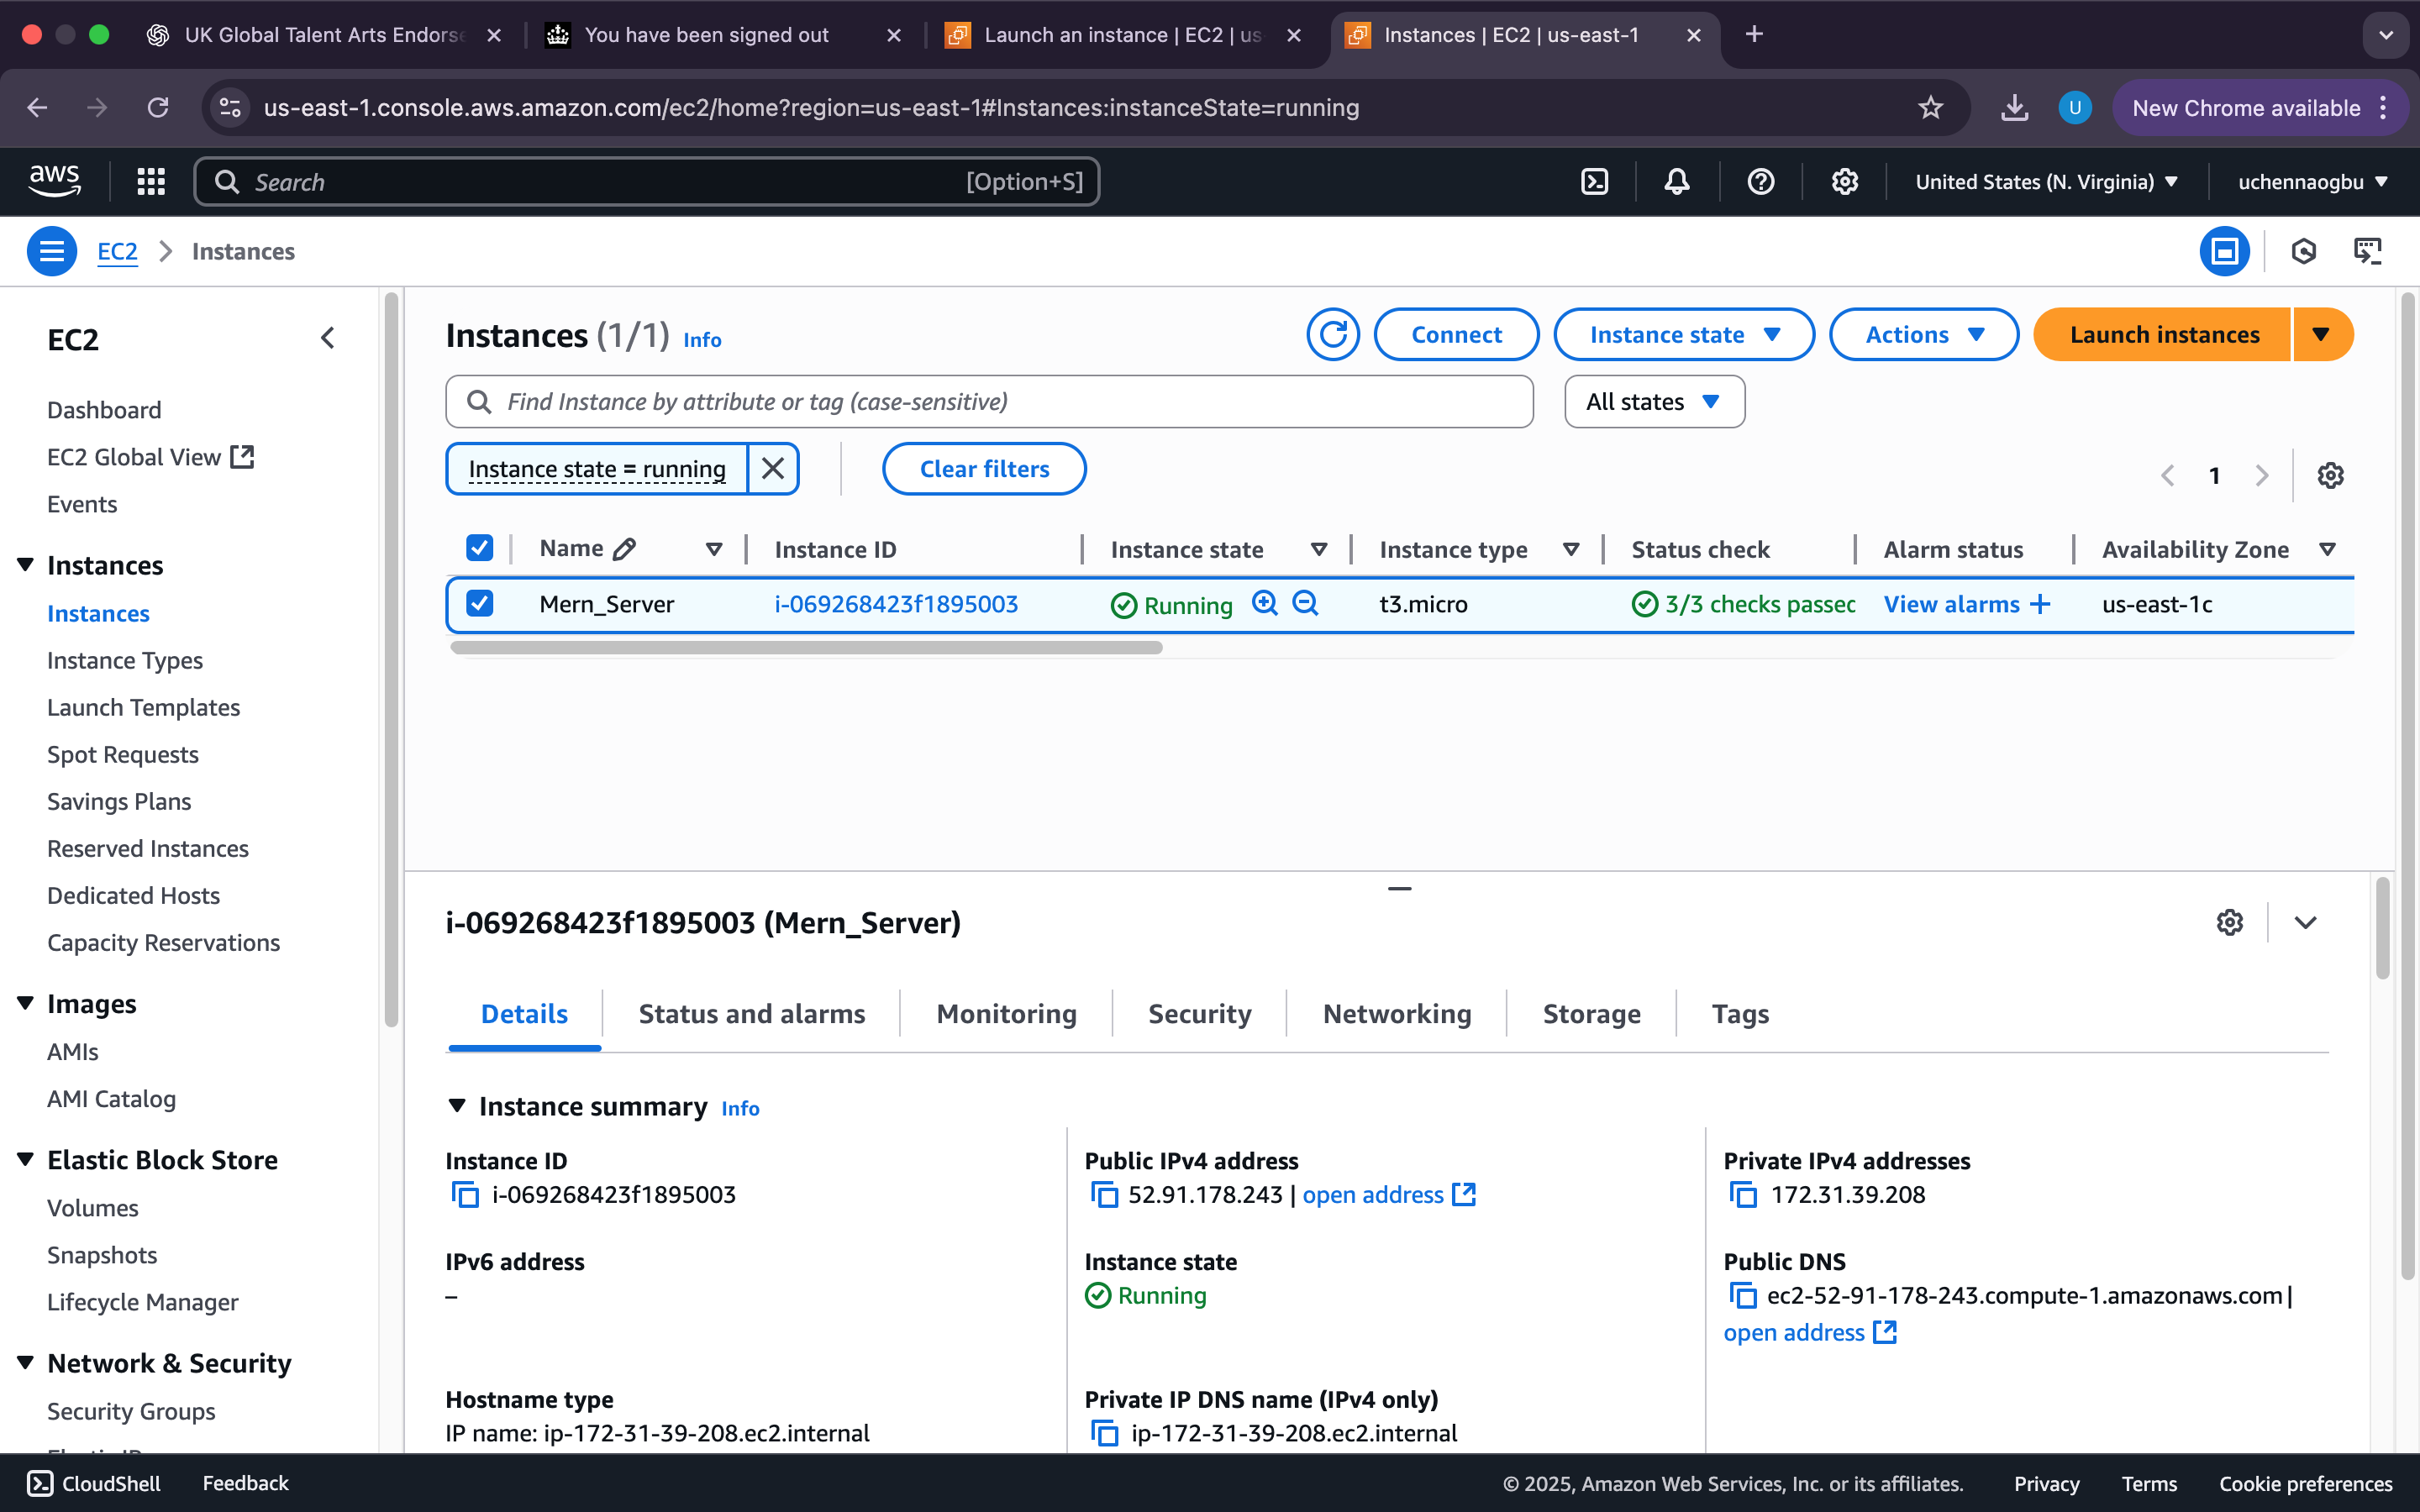 UK Global Talent Arts Endorse
You have been signed out
Launch an instance | EC2 | us
Instances | EC2 | us-east-1
us-east-1.console.aws.amazon.com/ec2/home?region=us-east-1#Instances:instanceState=running
U
New Chrome available
aws
Search
[Option+S]
United States (N. Virginia)
uchennaogbu
EC2
Instances
EC2
Dashboard
EC2 Global View
Events
Instances
Instances
Instance Types
Launch Templates
Spot Requests
Savings Plans
Reserved Instances
Dedicated Hosts
Capacity Reservations
Images
AMIs
AMI Catalog
Elastic Block Store
Volumes
Snapshots
Lifecycle Manager
Network & Security
Security Groups
Instances (1/1) Info
Connect
Instance state
Actions
Launch instances
Find Instance by attribute or tag (case-sensitive)
All states
Instance state = running
Clear filters
1
Name
Instance ID
Instance state
Instance type
Status check
Alarm status
Availability Zone
Mern_Server
i-069268423f1895003
Running
t3.micro
3/3 checks passec
View alarms +
us-east-1c
i-069268423f1895003 (Mern_Server)
Details
Status and alarms
Monitoring
Security
Networking
Storage
Tags
Instance summary Info
Instance ID
i-069268423f1895003
Public IPv4 address
52.91.178.243 | open address
Private IPv4 addresses
172.31.39.208
IPv6 address
–
Instance state
Running
Public DNS
ec2-52-91-178-243.compute-1.amazonaws.com |
open address
Hostname type
IP name: ip-172-31-39-208.ec2.internal
Private IP DNS name (IPv4 only)
ip-172-31-39-208.ec2.internal
CloudShell
Feedback
© 2025, Amazon Web Services, Inc. or its affiliates.
Privacy
Terms
Cookie preferences